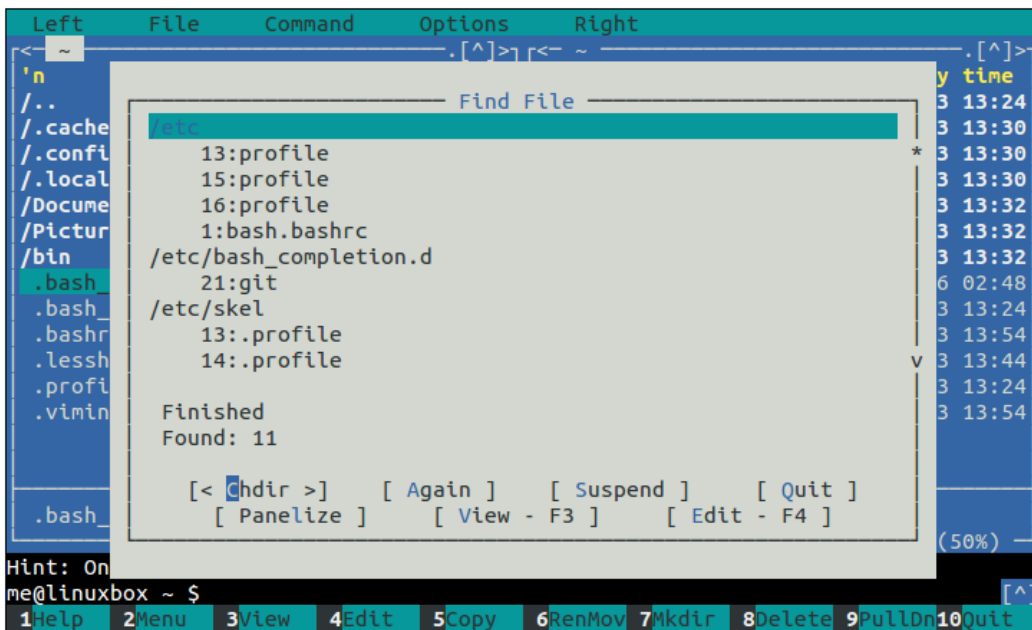 Left File Command Options Right
<─ ~ .[^]> <─ ~ .[^]>
'n y time
/.. 3 13:24
Find File
/.cache 3 13:30
/etc
/.confi 3 13:30
13:profile *
/.local 3 13:30
15:profile
/Docume 3 13:32
16:profile
/Pictur 3 13:32
1:bash.bashrc
/bin 3 13:32
/etc/bash_completion.d
.bash_ 6 02:48
21:git
.bash_ 3 13:24
/etc/skel
.bashr 3 13:54
13:.profile
.lessh 3 13:44
14:.profile v
.profi 3 13:24
.vimin 3 13:54
Finished
Found: 11
[< Chdir >] [ Again ] [ Suspend ] [ Quit ]
.bash_ [ Panelize ] [ View - F3 ] [ Edit - F4 ]
(50%)
Hint: On
me@linuxbox ~ $ [^]
1Help 2Menu 3View 4Edit 5Copy 6RenMov 7Mkdir 8Delete 9PullDn 10Quit